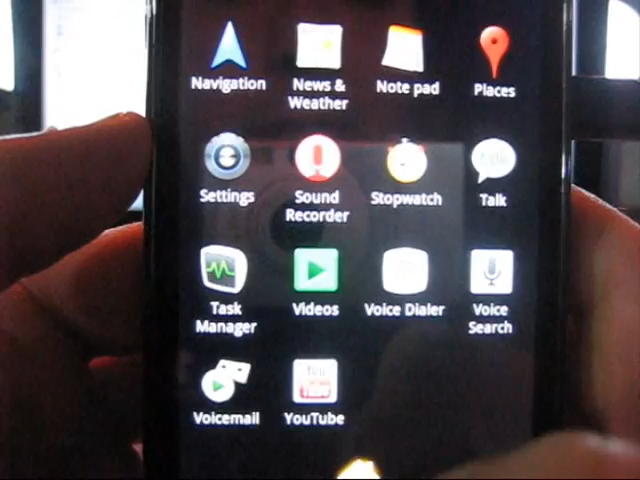 Navigation
News &
Weather
Note pad
Places
Settings
Sound
Recorder
Stopwatch
Talk
Task
Manager
Videos
Voice Dialer
Voice
Search
Voicemail
YouTube